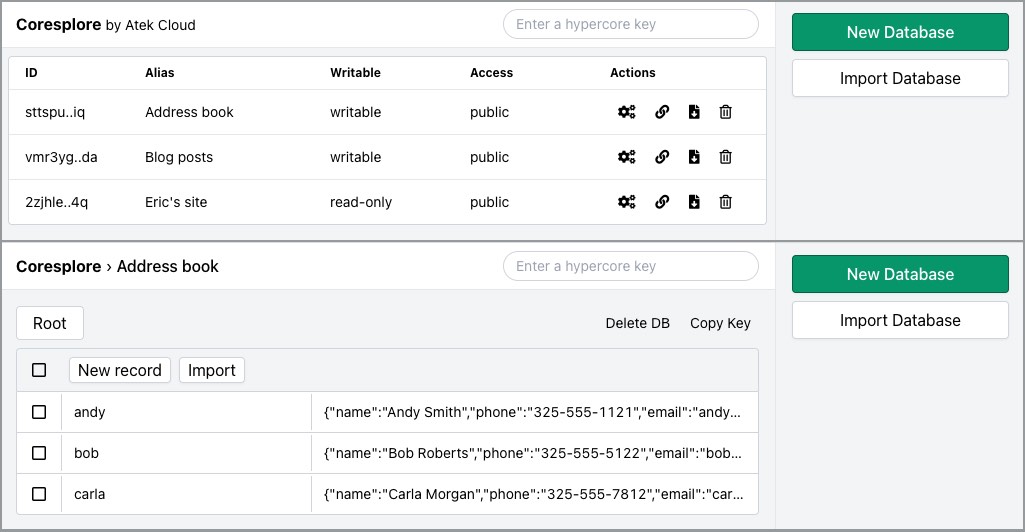 Coresplore by Atek Cloud
Enter a hypercore key
New Database
Import Database
ID Alias Writable Access Actions
sttspu..iq Address book writable public
vmr3yg..da Blog posts writable public
2zjhle..4q Eric's site read-only public
Coresplore › Address book
Enter a hypercore key
New Database
Import Database
Root Delete DB Copy Key
New record Import
andy {"name":"Andy Smith","phone":"325-555-1121","email":"andy...
bob {"name":"Bob Roberts","phone":"325-555-5122","email":"bob...
carla {"name":"Carla Morgan","phone":"325-555-7812","email":"car...